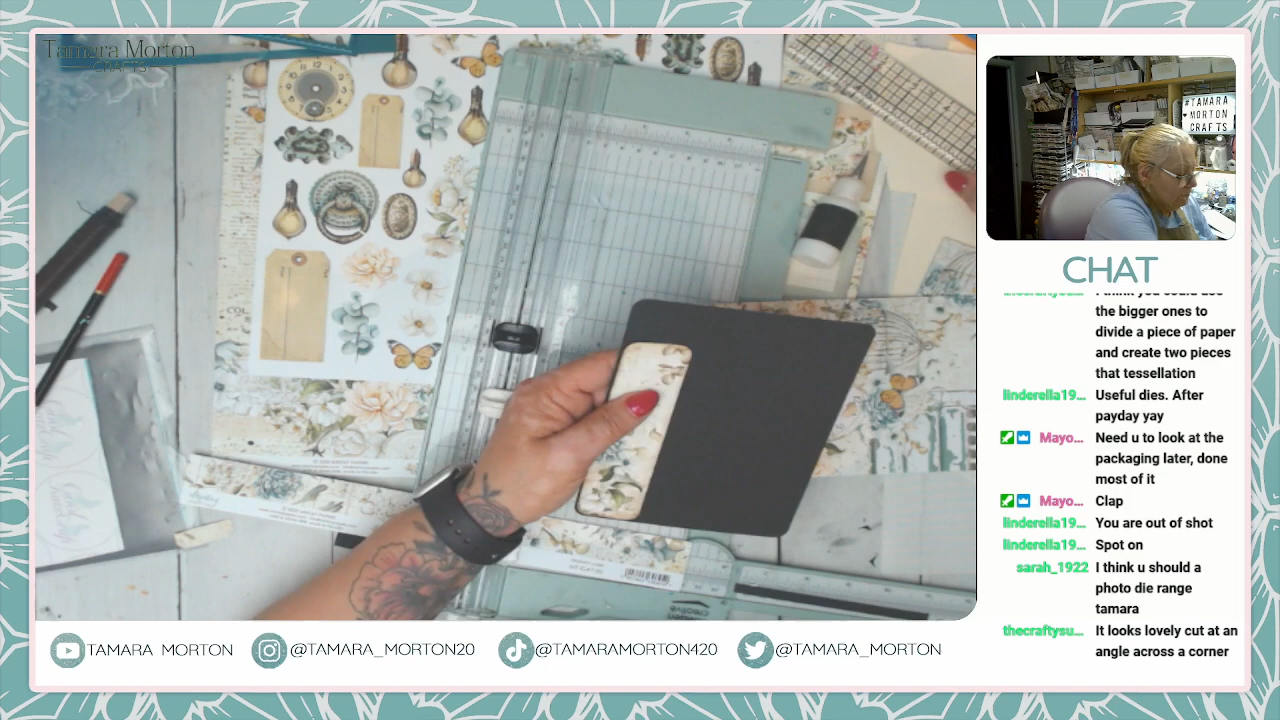 Tamara Morton
CRAFTS
#TAMARA
MORTON
CRAFTS
CHAT
I think you could use
the bigger ones to
divide a piece of paper
and create two pieces
that tessellation
linderella19... Useful dies. After
payday yay
Mayo... Need u to look at the
packaging later, done
most of it
Mayo... Clap
linderella19... You are out of shot
linderella19... Spot on
sarah_1922 I think u should a
photo die range
tamara
thecraftysu... It looks lovely cut at an
angle across a corner
TAMARA MORTON
@TAMARA_MORTON20
@TAMARAMORTON420
@TAMARA_MORTON